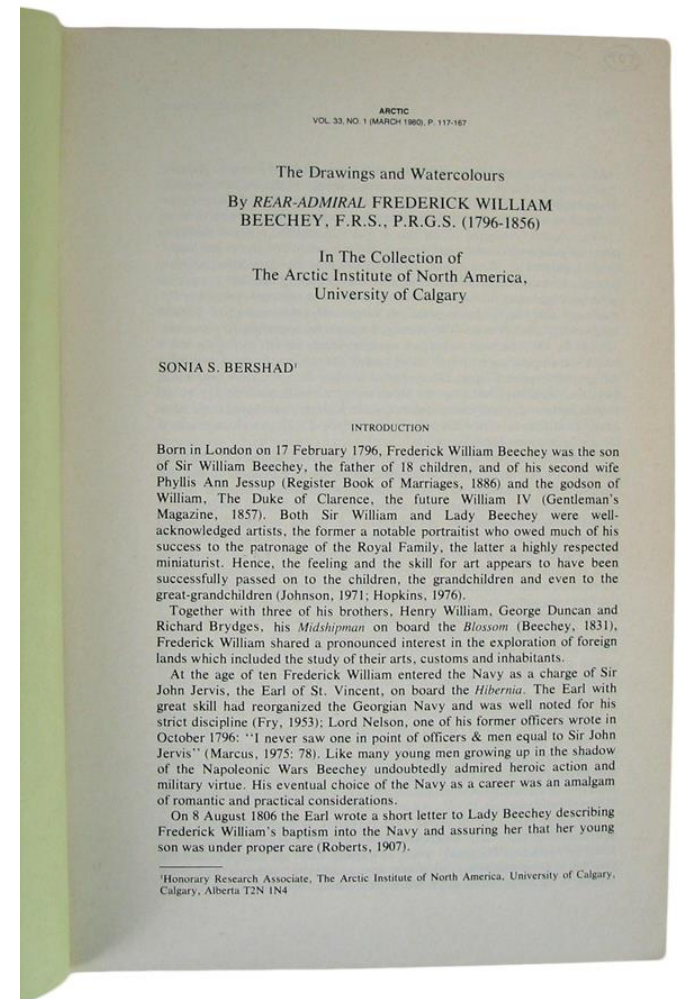 ARCTIC
VOL. 33, NO. 1 (MARCH 1980), P. 117-167
The Drawings and Watercolours
By REAR-ADMIRAL FREDERICK WILLIAM
BEECHEY, F.R.S., P.R.G.S. (1796-1856)
In The Collection of
The Arctic Institute of North America,
University of Calgary
SONIA S. BERSHAD¹
INTRODUCTION
Born in London on 17 February 1796, Frederick William Beechey was the son
of Sir William Beechey, the father of 18 children, and of his second wife
Phyllis Ann Jessup (Register Book of Marriages, 1886) and the godson of
William, The Duke of Clarence, the future William IV (Gentleman's
Magazine, 1857). Both Sir William and Lady Beechey were well-
acknowledged artists, the former a notable portraitist who owed much of his
success to the patronage of the Royal Family, the latter a highly respected
miniaturist. Hence, the feeling and the skill for art appears to have been
successfully passed on to the children, the grandchildren and even to the
great-grandchildren (Johnson, 1971; Hopkins, 1976).
Together with three of his brothers, Henry William, George Duncan and
Richard Brydges, his Midshipman on board the Blossom (Beechey, 1831),
Frederick William shared a pronounced interest in the exploration of foreign
lands which included the study of their arts, customs and inhabitants.
At the age of ten Frederick William entered the Navy as a charge of Sir
John Jervis, the Earl of St. Vincent, on board the Hibernia. The Earl with
great skill had reorganized the Georgian Navy and was well noted for his
strict discipline (Fry, 1953); Lord Nelson, one of his former officers wrote in
October 1796: "I never saw one in point of officers & men equal to Sir John
Jervis" (Marcus, 1975: 78). Like many young men growing up in the shadow
of the Napoleonic Wars Beechey undoubtedly admired heroic action and
military virtue. His eventual choice of the Navy as a career was an amalgam
of romantic and practical considerations.
On 8 August 1806 the Earl wrote a short letter to Lady Beechey describing
Frederick William's baptism into the Navy and assuring her that her young
son was under proper care (Roberts, 1907).
¹Honorary Research Associate, The Arctic Institute of North America, University of Calgary,
Calgary, Alberta T2N 1N4